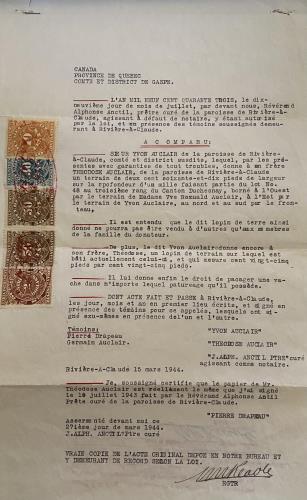 CANADA
PROVINCE DE QUEBEC
COMTE ET DISTRICT DE GASPE.
L'AN MIL NEUF CENT QUARANTE TROIS, le dix-
neuvième jour de mois de juillet, par devant nous, Révérend
Alphonse Anctil, prêtre curé de la paroisse de Rivière-à-
Claude, agissant à défaut de notaire, y étant autorisé
par la loi, et en présence des témoins soussignés demeu-
rant à Rivière-à-Claude.
A COMPARU:
SIEUR YVON AUCLAIR de la paroisse de Rivière-
à-Claude, comté et district susdits, lequel, par les pré-
sentes avec garanties de tout troubles, donne à son frère
THEODOSE AUCLAIR, de la paroisse de Rivière-à-Claude
un terrain de deux cent soixante-et-dix pieds de largeur
sur la profondeur d'un mille faisant partie du lot No.
48 au troisième rang du Canton Duchesnay, borné à l'Ouest
par le terrain de Madame Vve Romuald Auclair, à l'Est par
le terrain de Yvon Auclaire, au nord et au sud par le fron-
teau,
Il est entendu que le dit lopin de terre ainsi
donné ne pourra pas être vendu à d'autres qu'aux membres
de la famille du donateur.
De plus, le dit Yvon Auclair donne encore à
son frère, Théodose, un lopin de terrain sur lequel est
bâti actuellement celui-ci, et qui mesure cent vingt-cinq
pieds par cent vingt-cinq pieds.
Il lui donne enfin le droit de pacager une va-
che dans n'importe lequel paturage qu'il possède.
DONT ACTE FAIT ET PASSE à Rivière-à-Claude,
les jour, mois et an en premier lieu écrits, et signé en
présence des témoins pour ce appelés, lesquels ont si-
gné eux-mêmes en présence de l'un et l'autre.
Témoins:
Pierre Drapeau
Germain Auclair.
"YVON AUCLAIR"
"THEODOSE AUCLAIR"
"J.ALPH. ANCTIL PTRE" CURÉ
agissant comme notaire.
Rivière-à-Claude 15 mars 1944.
Je, soussigné certifie que le papier de Mr.
Théodose Auclair est réellement le même que j'ai signé
le 19 juillet 1943 fait par le Révérend Alphonse Anctil
Prêtre curé de la paroisse de Rivière-à-Claude.
"PIERRE DRAPEAU"
Assermenté devant moi ce
27ième jour de mars 1944
J.ALPH. ANCTIL Ptre curé
VRAIE COPIE DE L'ACTE ORIGINAL DEPOSE EN NOTRE BUREAU ET
Y DEMEURANT DE RECORD SELON LA LOI.
RGTR